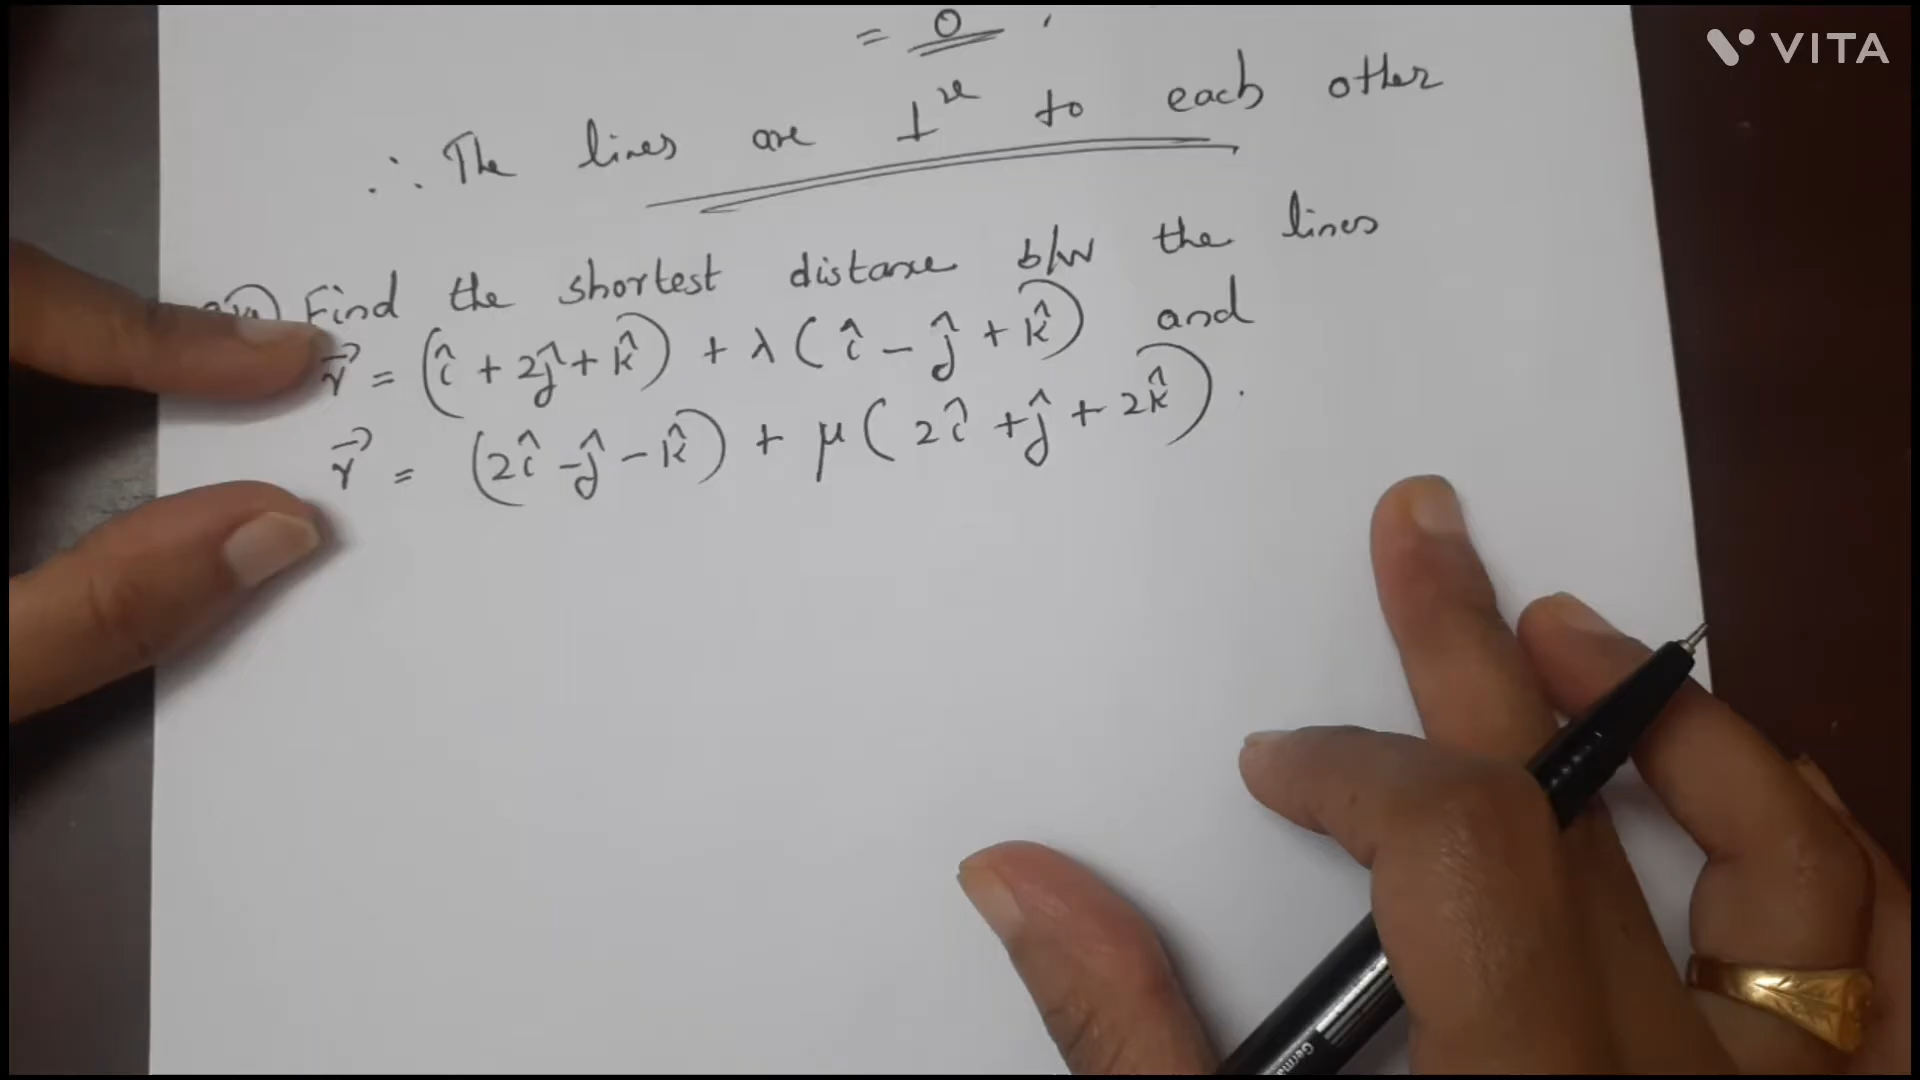 = 0 .
VITA
∴ The lines are ⊥re to each other
Find the shortest distance b/w the lines
r⃗ = (î + 2ĵ + k̂) + λ ( î - ĵ + k̂) and
r⃗ = (2î - ĵ - k̂) + μ ( 2î + ĵ + 2k̂) .